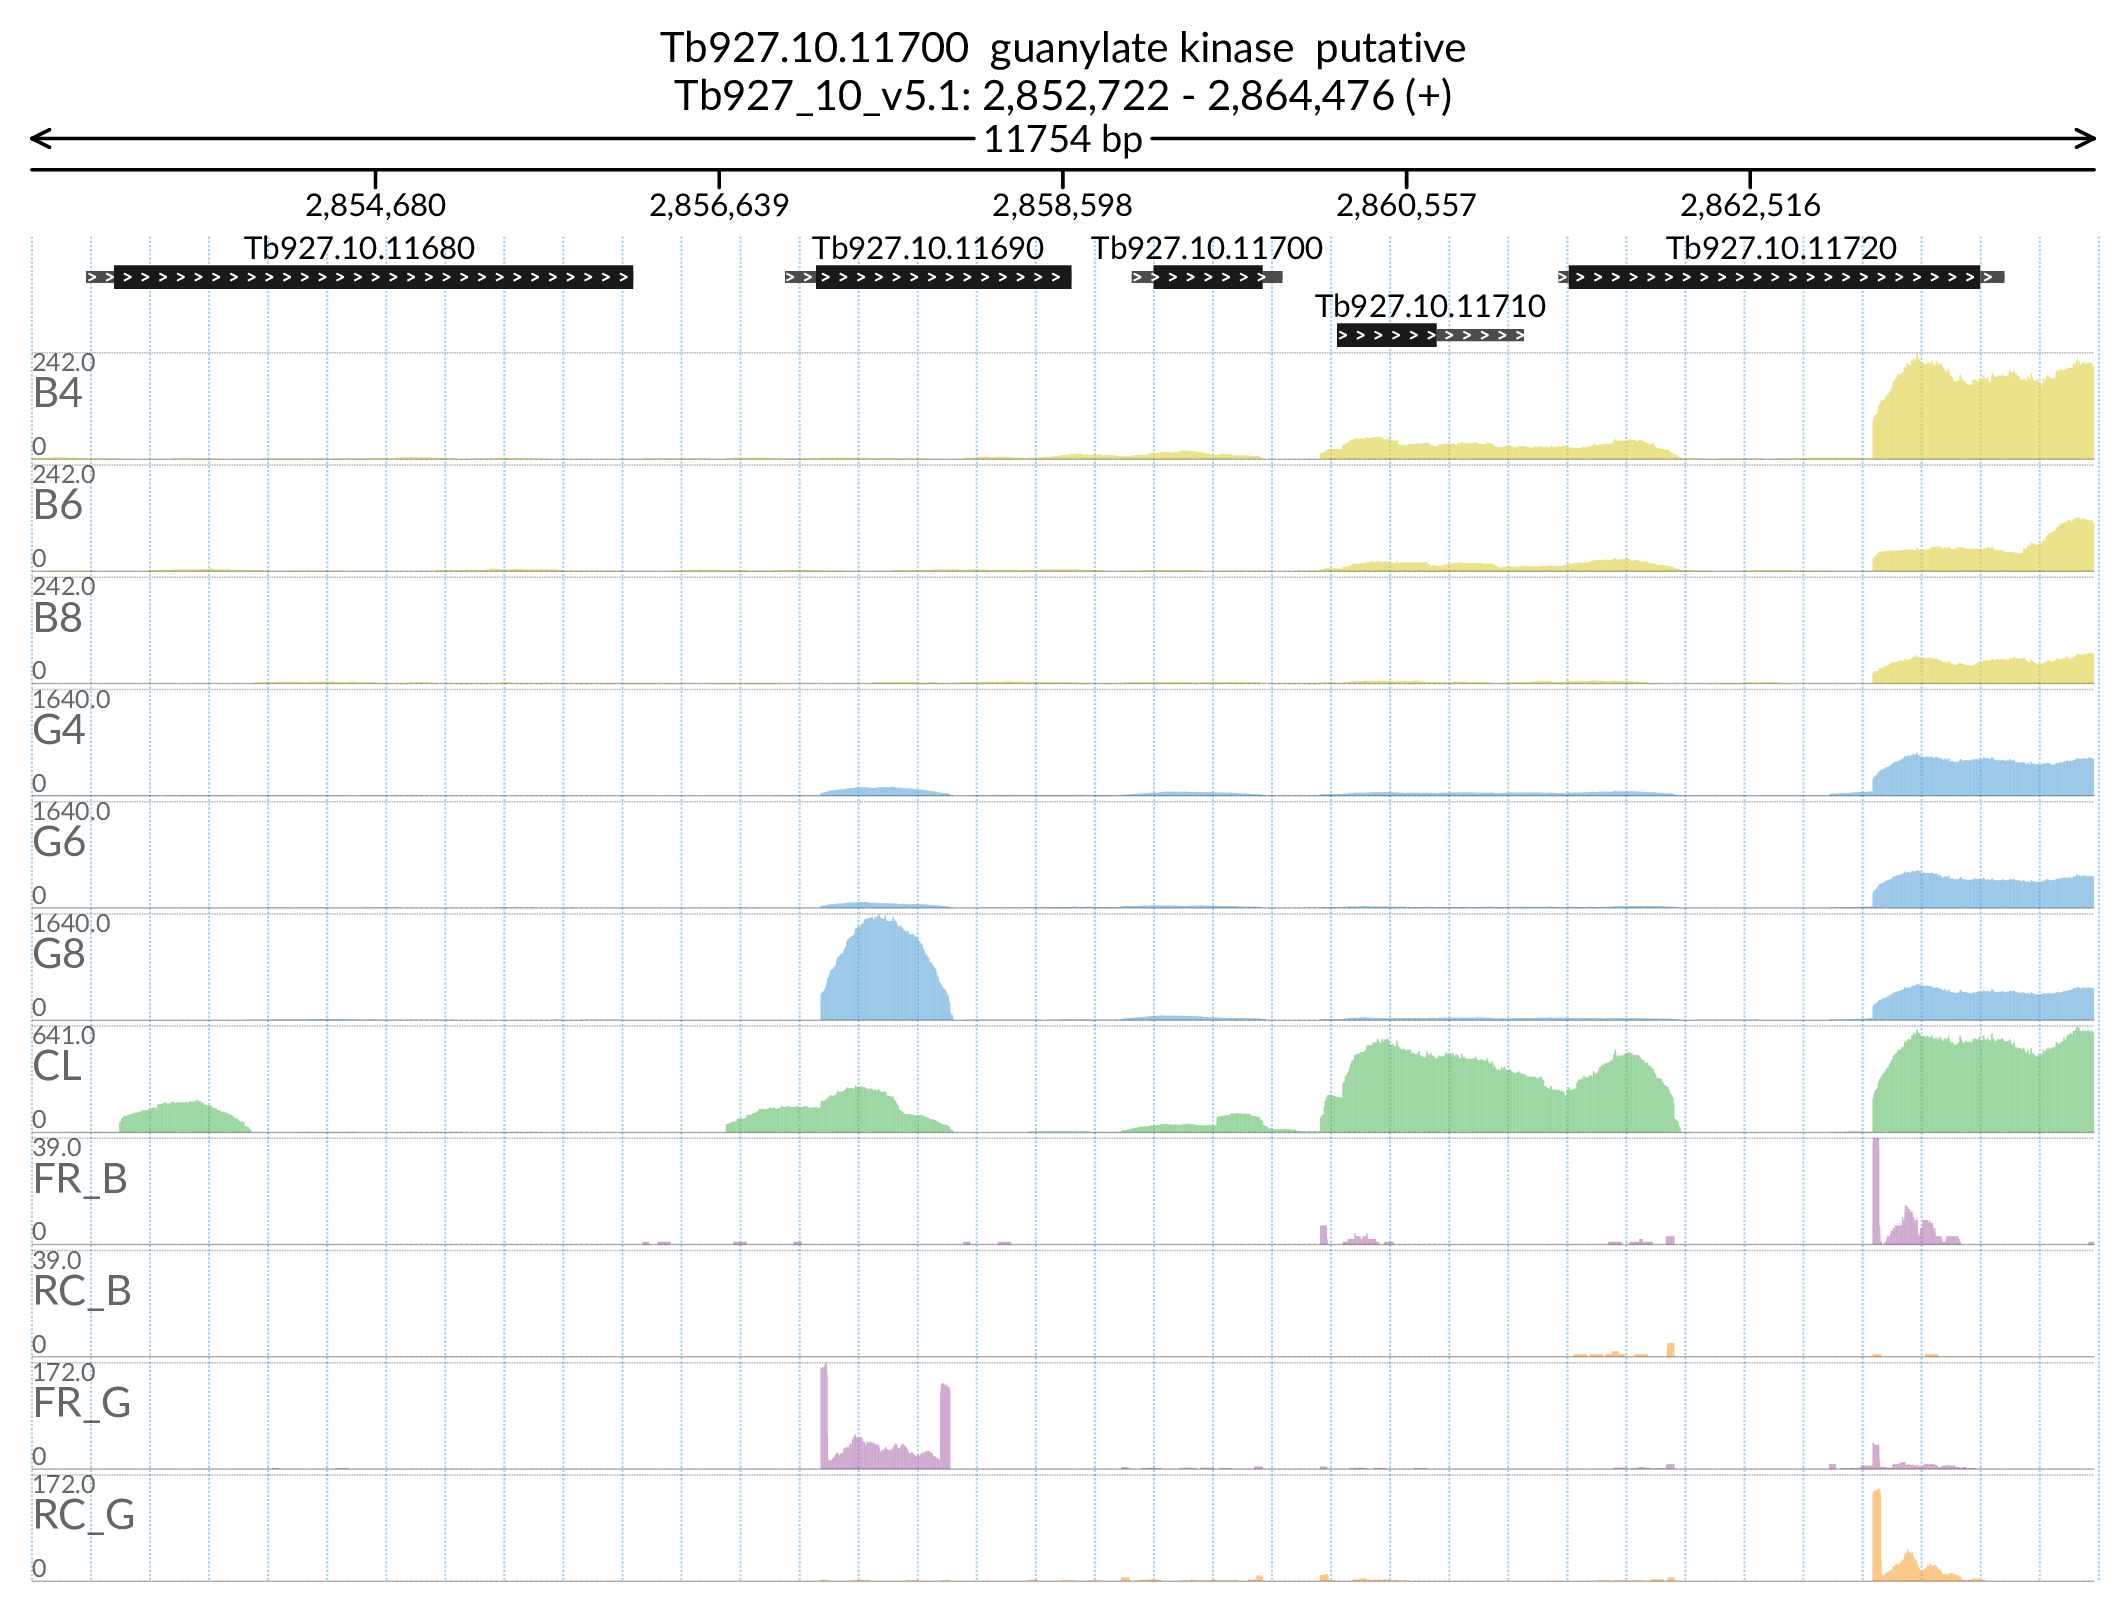 Tb927.10.11700  guanylate kinase  putative
Tb927_10_v5.1: 2,852,722 - 2,864,476 (+)
11754 bp
2,854,680 2,856,639 2,858,598 2,860,557 2,862,516
Tb927.10.11680 Tb927.10.11690 Tb927.10.11700 Tb927.10.11720
Tb927.10.11710
242.0
B4
0
242.0
B6
0
242.0
B8
0
1640.0
G4
0
1640.0
G6
0
1640.0
G8
0
641.0
CL
0
39.0
FR_B
0
39.0
RC_B
0
172.0
FR_G
0
172.0
RC_G
0